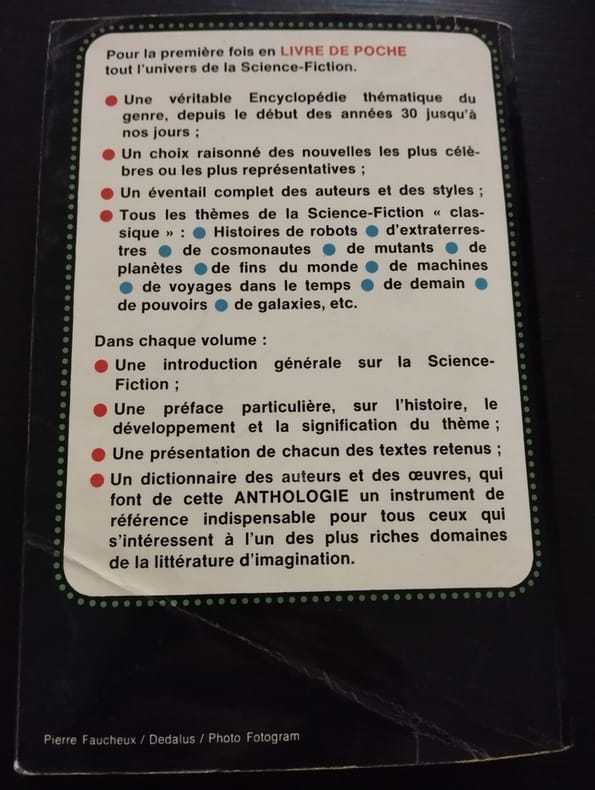 Pour la première fois en LIVRE DE POCHE
tout l'univers de la Science-Fiction.
● Une véritable Encyclopédie thématique du
genre, depuis le début des années 30 jusqu'à
nos jours ;
● Un choix raisonné des nouvelles les plus célè-
bres ou les plus représentatives ;
● Un éventail complet des auteurs et des styles ;
● Tous les thèmes de la Science-Fiction « clas-
sique » : ● Histoires de robots ● d'extraterres-
tres ● de cosmonautes ● de mutants ● de
planètes ● de fins du monde ● de machines
● de voyages dans le temps ● de demain ●
de pouvoirs ● de galaxies, etc.
Dans chaque volume :
● Une introduction générale sur la Science-
Fiction ;
● Une préface particulière, sur l'histoire, le
développement et la signification du thème ;
● Une présentation de chacun des textes retenus ;
● Un dictionnaire des auteurs et des œuvres, qui
font de cette ANTHOLOGIE un instrument de
référence indispensable pour tous ceux qui
s'intéressent à l'un des plus riches domaines
de la littérature d'imagination.
Pierre Faucheux / Dedalus / Photo Fotogram